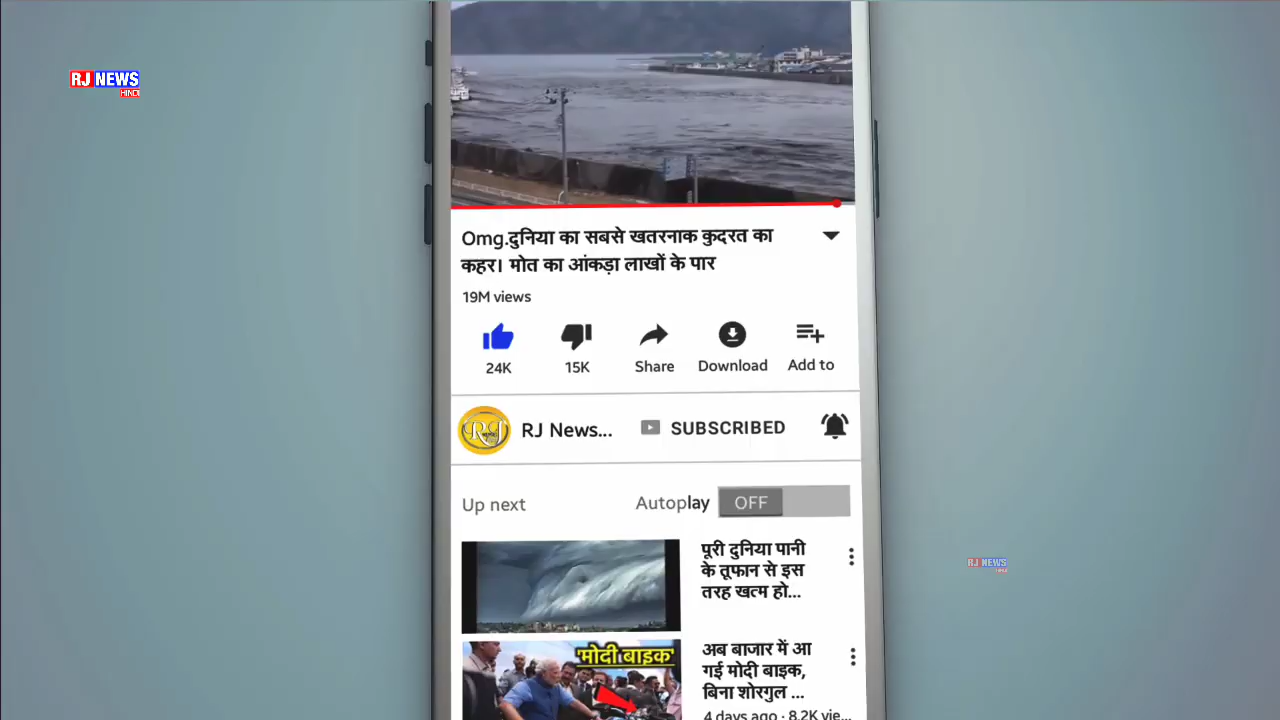 RJ NEWS
HINDI
Omg.दुनिया का सबसे खतरनाक कुदरत का
कहर। मोत का आंकड़ा लाखों के पार
19M views
24K
15K
Share
Download
Add to
RJ News...
SUBSCRIBED
Up next
Autoplay
OFF
पूरी दुनिया पानी
के तूफान से इस
तरह खत्म हो...
'मोदी बाइक'
अब बाजार में आ
गई मोदी बाइक,
बिना शोरगुल ...
4 days ago · 8.2K vie...
RJ NEWS
HINDI